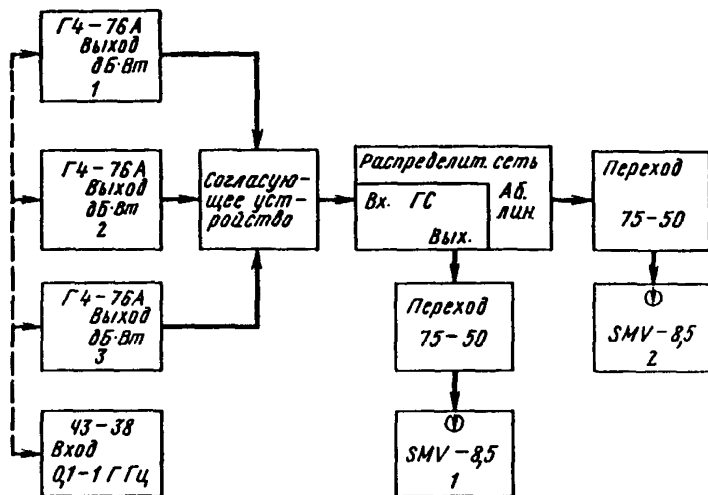 Г4-76А
Выход
дБ·Вт
1
Г4-76А
Выход
дБ·Вт
2
Г4-76А
Выход
дБ·Вт
3
Ч3-38
Вход
0,1-1 ГГц
Согласую-
щее уст-
ройство
Распределит. сеть
Вх. ГС
Вых.
Аб.
лин.
Переход
75-50
SMV-8,5
1
Переход
75-50
SMV-8,5
2